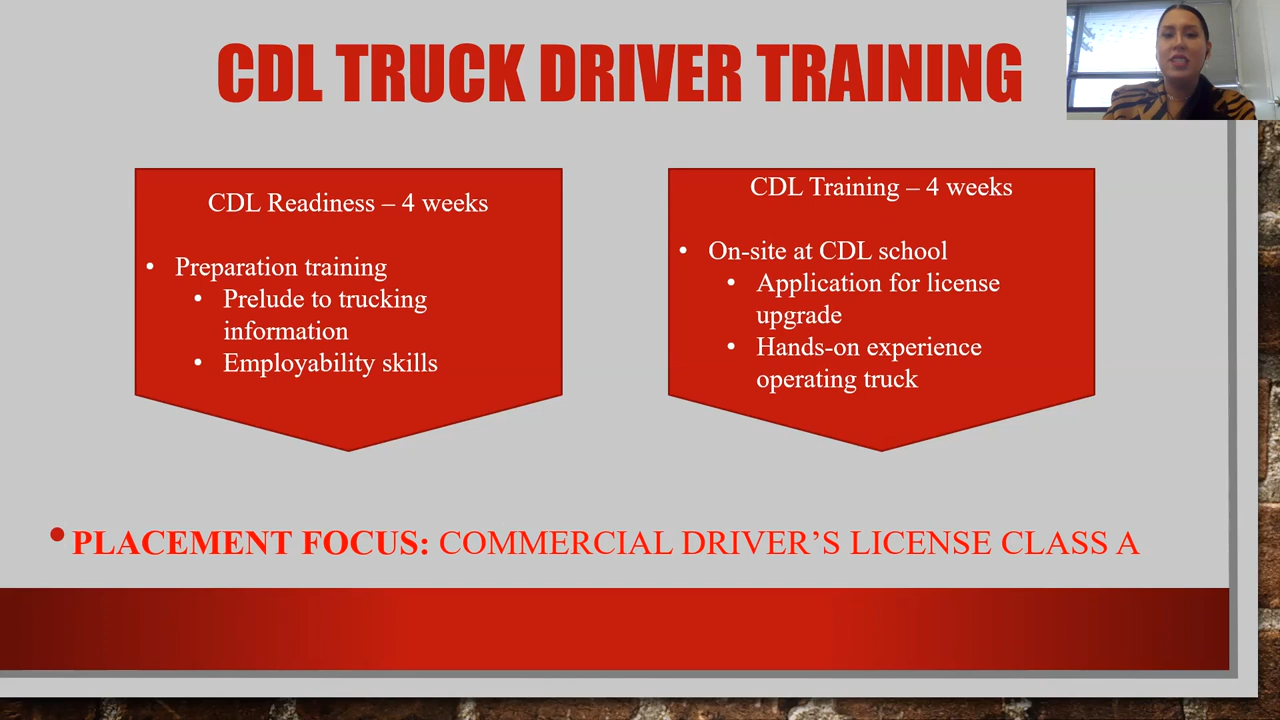 CDL TRUCK DRIVER TRAINING
CDL Readiness – 4 weeks
• Preparation training
• Prelude to trucking
information
• Employability skills
CDL Training – 4 weeks
• On-site at CDL school
• Application for license
upgrade
• Hands-on experience
operating truck
• PLACEMENT FOCUS: COMMERCIAL DRIVER’S LICENSE CLASS A